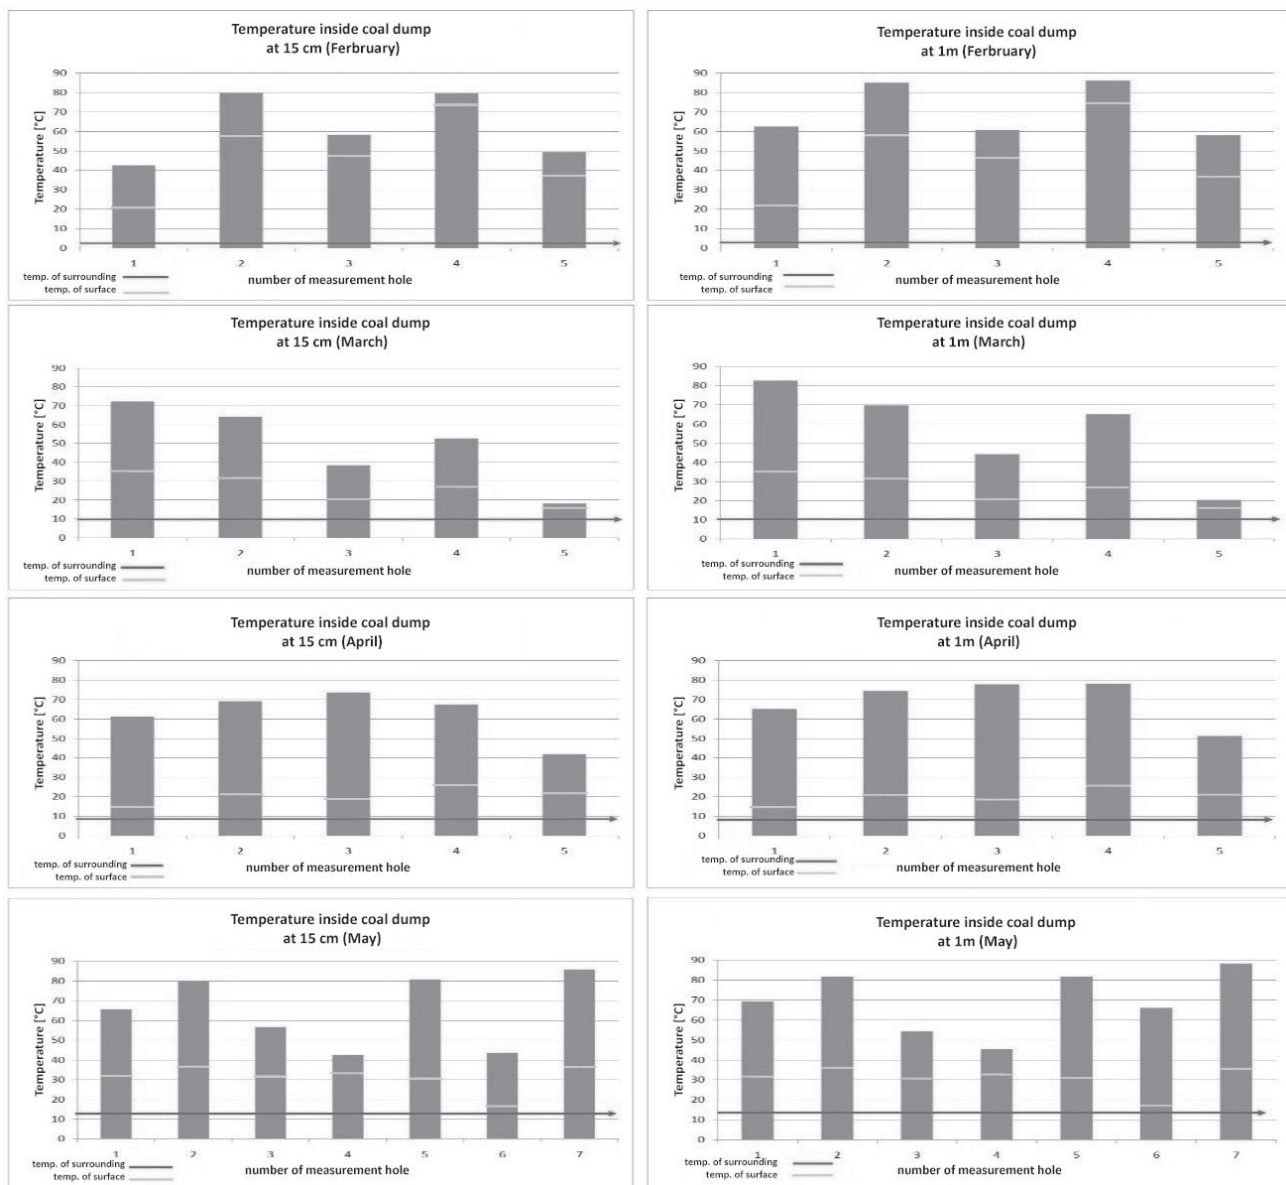 Temperature inside coal dump
at 15 cm (Ferbruary)
Temperature [°C]
90
80
70
60
50
40
30
20
10
0
1 2 3 4 5
temp. of surrounding
number of measurement hole
temp. of surface
Temperature inside coal dump
at 1m (Ferbruary)
Temperature [°C]
90
80
70
60
50
40
30
20
10
0
1 2 3 4 5
temp. of surrounding
number of measurement hole
temp. of surface
Temperature inside coal dump
at 15 cm (March)
Temperature [°C]
90
80
70
60
50
40
30
20
10
0
1 2 3 4 5
temp. of surrounding
number of measurement hole
temp. of surface
Temperature inside coal dump
at 1m (March)
Temperature [°C]
90
80
70
60
50
40
30
20
10
0
1 2 3 4 5
temp. of surrounding
number of measurement hole
temp. of surface
Temperature inside coal dump
at 15 cm (April)
Temperature [°C]
90
80
70
60
50
40
30
20
10
0
1 2 3 4 5
temp. of surrounding
number of measurement hole
temp. of surface
Temperature inside coal dump
at 1m (April)
Temperature [°C]
90
80
70
60
50
40
30
20
10
0
1 2 3 4 5
temp. of surrounding
number of measurement hole
temp. of surface
Temperature inside coal dump
at 15 cm (May)
Temperature [°C]
90
80
70
60
50
40
30
20
10
0
1 2 3 4 5 6 7
temp. of surrounding
number of measurement hole
temp. of surface
Temperature inside coal dump
at 1m (May)
Temperature [°C]
90
80
70
60
50
40
30
20
10
0
1 2 3 4 5 6 7
temp. of surrounding
number of measurement hole
temp. of surface